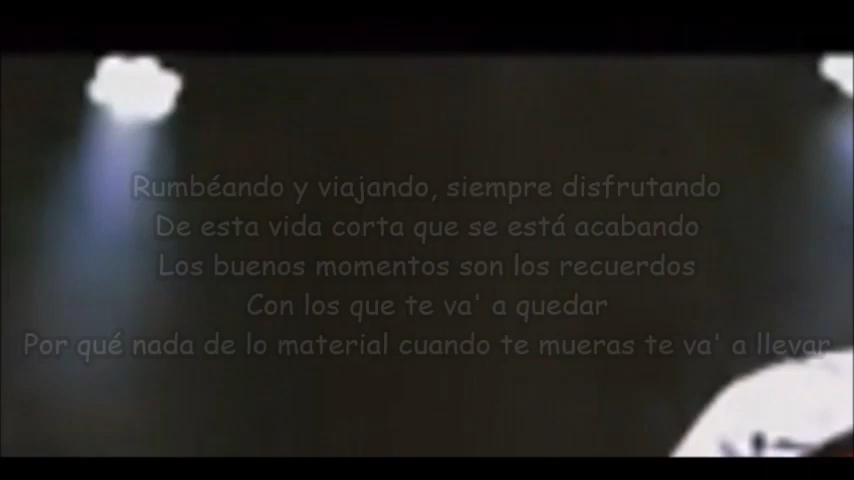 Rumbéando y viajando, siempre disfrutando
De esta vida corta que se está acabando
Los buenos momentos son los recuerdos
Con los que te va' a quedar
Por qué nada de lo material cuando te mueras te va' a llevar